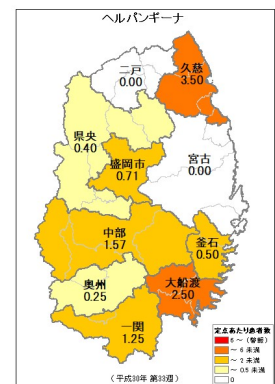 ヘルパンギーナ
二戸
0.00
久慈
3.50
県央
0.40
盛岡市
0.71
宮古
0.00
中部
1.57
釜石
0.50
奥州
0.25
大船渡
2.50
一関
1.25
定点あたり患者数
6 ～ (警報)
～ 6 未満
～ 2 未満
～ 0.5 未満
0
(平成30年 第33週)